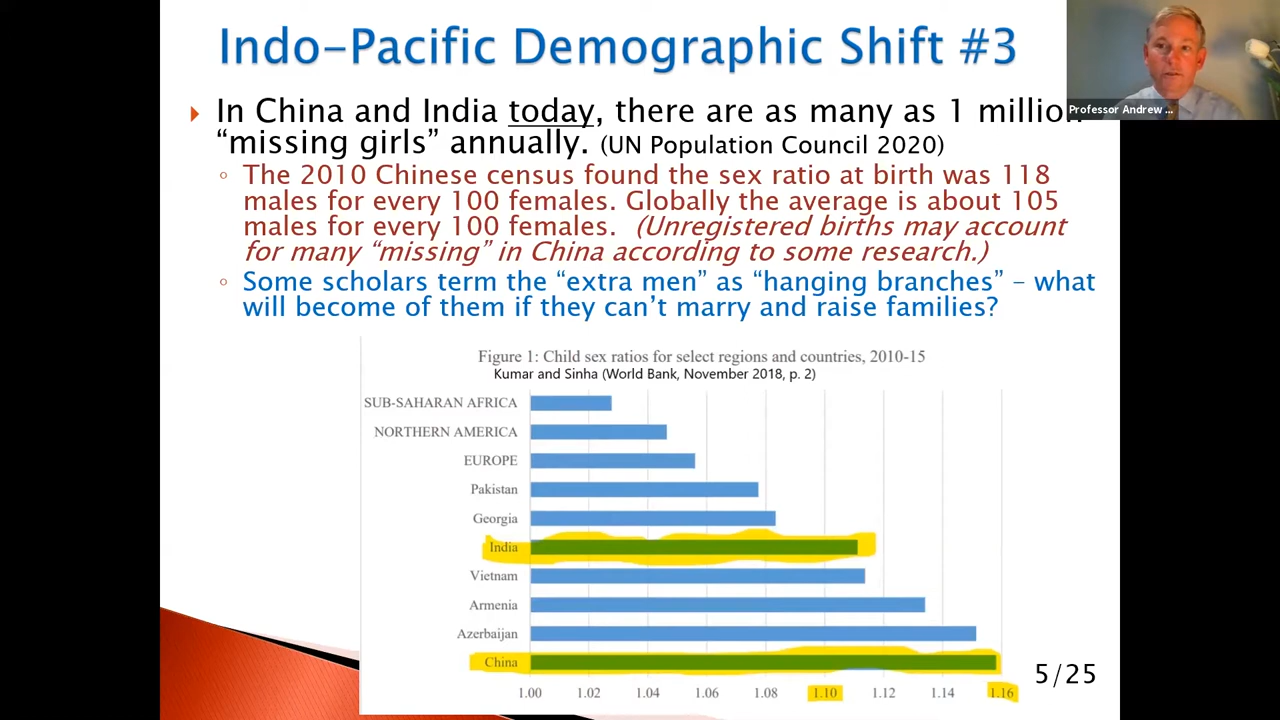 Indo-Pacific Demographic Shift #3
Professor Andrew ...
In China and India today, there are as many as 1 million
“missing girls” annually. (UN Population Council 2020)
The 2010 Chinese census found the sex ratio at birth was 118
males for every 100 females. Globally the average is about 105
males for every 100 females. (Unregistered births may account
for many “missing” in China according to some research.)
Some scholars term the “extra men” as “hanging branches” – what
will become of them if they can’t marry and raise families?
Figure 1: Child sex ratios for select regions and countries, 2010-15
Kumar and Sinha (World Bank, November 2018, p. 2)
SUB-SAHARAN AFRICA
NORTHERN AMERICA
EUROPE
Pakistan
Georgia
India
Vietnam
Armenia
Azerbaijan
China
1.00 1.02 1.04 1.06 1.08 1.10 1.12 1.14 1.16
5/25